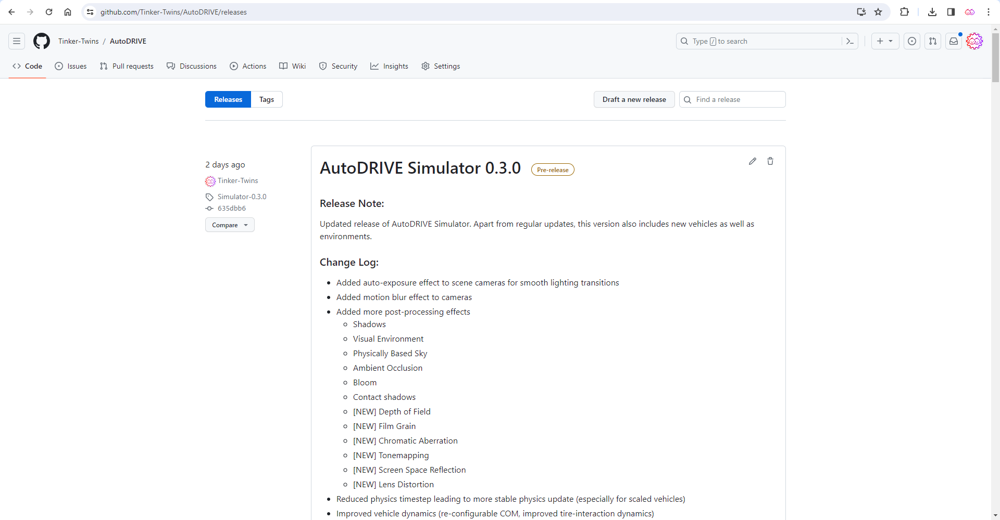 github.com/Tinker-Twins/AutoDRIVE/releases
Tinker-Twins / AutoDRIVE
Type / to search
Code Issues Pull requests Discussions Actions Wiki Security Insights Settings
Releases Tags
Draft a new release
Find a release
2 days ago
Tinker-Twins
Simulator-0.3.0
635dbb6
Compare
AutoDRIVE Simulator 0.3.0 Pre-release
Release Note:
Updated release of AutoDRIVE Simulator. Apart from regular updates, this version also includes new vehicles as well as
environments.
Change Log:
Added auto-exposure effect to scene cameras for smooth lighting transitions
Added motion blur effect to cameras
Added more post-processing effects
Shadows
Visual Environment
Physically Based Sky
Ambient Occlusion
Bloom
Contact shadows
[NEW] Depth of Field
[NEW] Film Grain
[NEW] Chromatic Aberration
[NEW] Tonemapping
[NEW] Screen Space Reflection
[NEW] Lens Distortion
Reduced physics timestep leading to more stable physics update (especially for scaled vehicles)
Improved vehicle dynamics (re-configurable COM, improved tire-interaction dynamics)